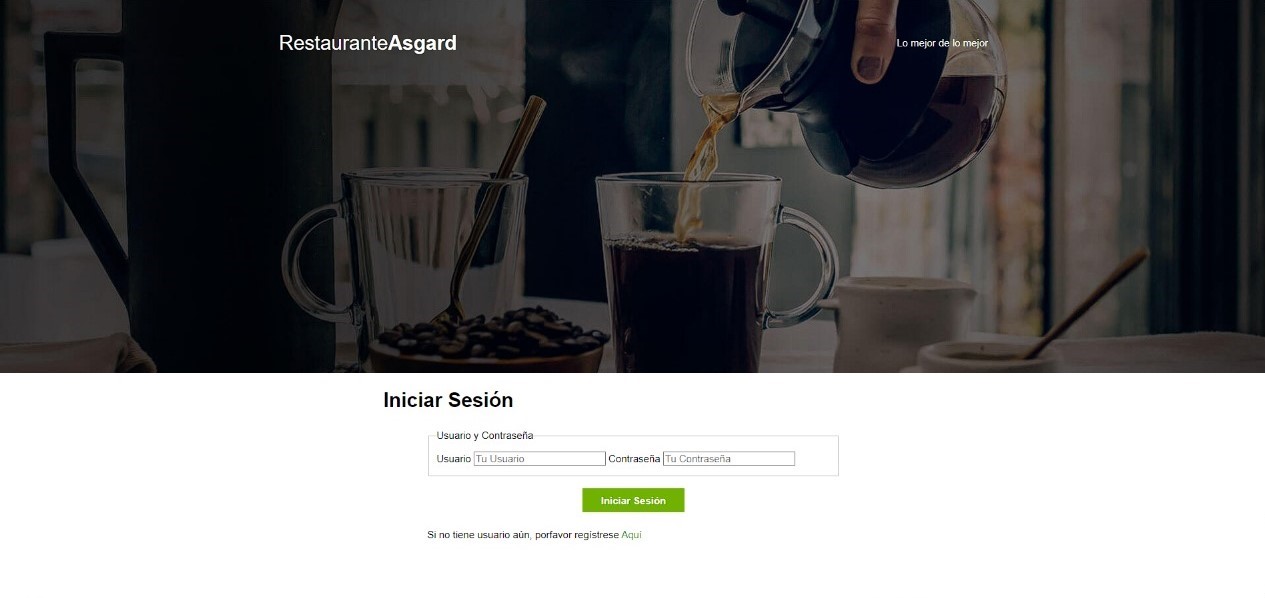 RestauranteAsgard
Lo mejor de lo mejor
Iniciar Sesión
Usuario y Contraseña
Usuario Tu Usuario Contraseña Tu Contraseña
Iniciar Sesión
Si no tiene usuario aún, porfavor regístrese Aquí